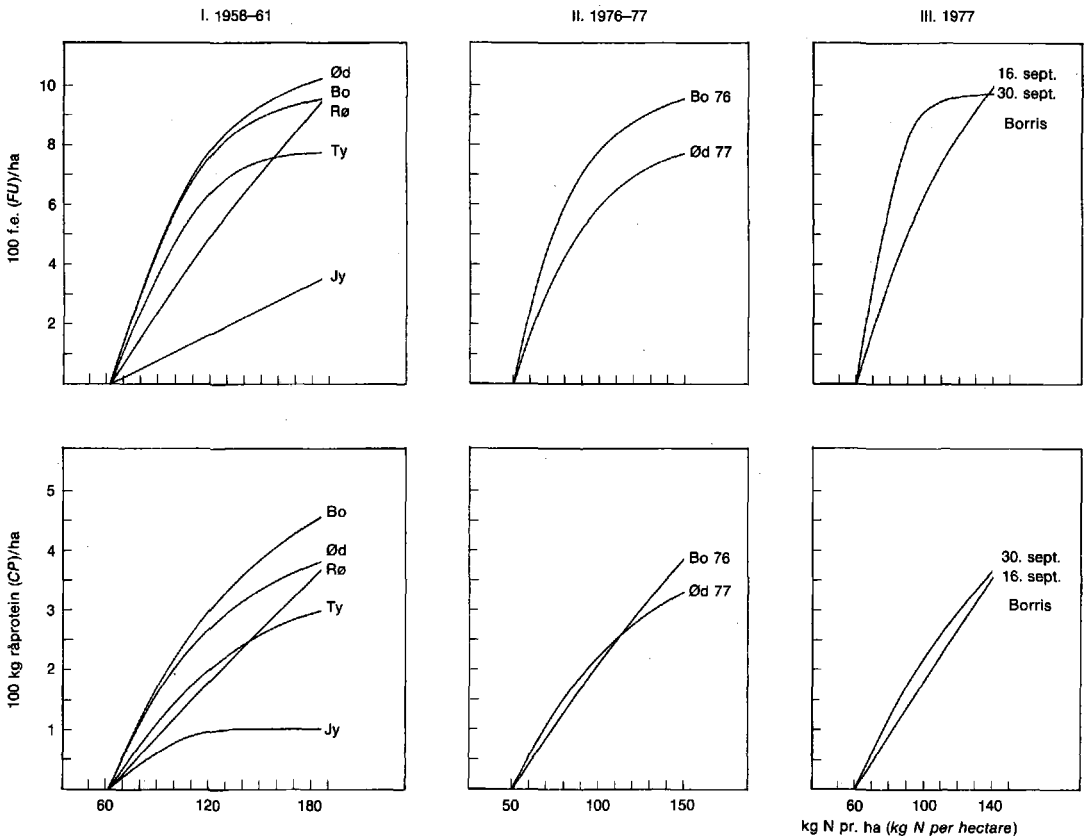 I. 1958–61
II. 1976–77
III. 1977
100 f.e. (FU)/ha
10
8
6
4
2
Ød
Bo
Rø
Ty
Jy
Bo 76
Ød 77
16. sept.
30. sept.
Borris
100 kg råprotein (CP)/ha
5
4
3
2
1
Bo
Ød
Rø
Ty
Jy
60
120
180
Bo 76
Ød 77
50
100
150
30. sept.
16. sept.
Borris
60
100
140
kg N pr. ha (kg N per hectare)